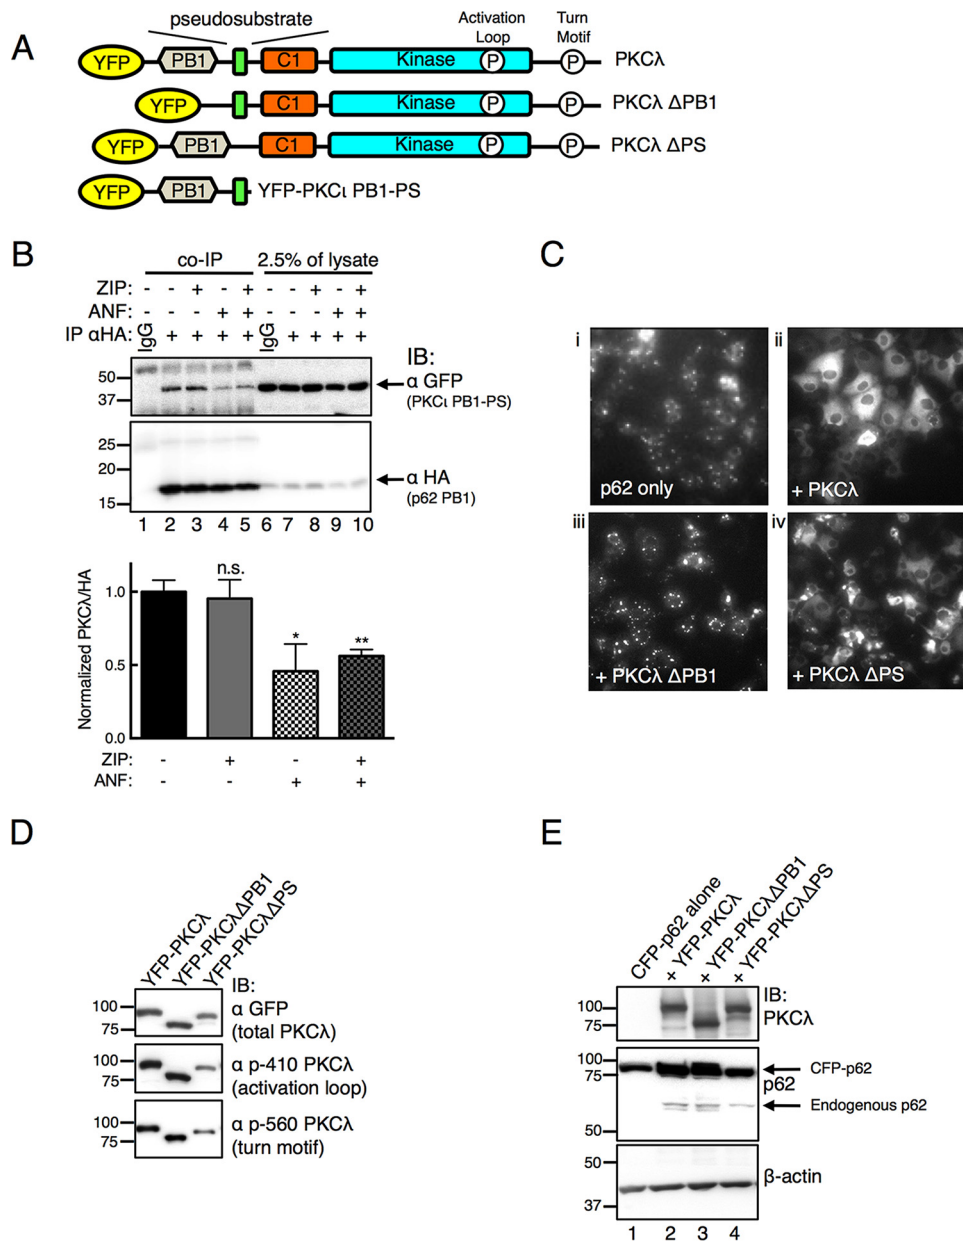 A
pseudosubstrate
Activation Loop
Turn Motif
YFP PB1 C1 Kinase P P PKCλ
YFP C1 Kinase P P PKCλ ΔPB1
YFP PB1 C1 Kinase P P PKCλ ΔPS
YFP PB1 YFP-PKCι PB1-PS
B
co-IP 2.5% of lysate
ZIP: - - + - + - - + - +
ANF: - - - + + - - - + +
IP αHA: IgG + + + + IgG + + + +
IB:
50
37
α GFP
(PKCι PB1-PS)
25
20
15
α HA
(p62 PB1)
1 2 3 4 5 6 7 8 9 10
Normalized PKCλ/HA
1.0
0.5
0.0
n.s.
*
**
ZIP: - + - +
ANF: - - + +
C
i
p62 only
ii
+ PKCλ
iii
+ PKCλ ΔPB1
iv
+ PKCλ ΔPS
D
YFP-PKCλ
YFP-PKCλΔPB1
YFP-PKCλΔPS
IB:
100
75
α GFP
(total PKCλ)
100
75
α p-410 PKCλ
(activation loop)
100
75
α p-560 PKCλ
(turn motif)
E
CFP-p62 alone
+ YFP-PKCλ
+ YFP-PKCλΔPB1
+ YFP-PKCλΔPS
100
75
IB:
PKCλ
100
75
50
CFP-p62
p62
Endogenous p62
50
37
β-actin
1 2 3 4